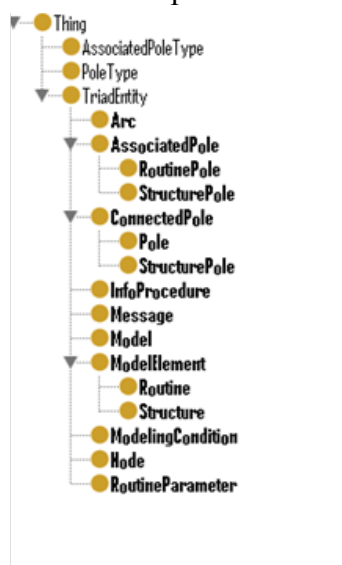 Thing
AssociatedPoleType
PoleType
TriadEntity
Arc
AssociatedPole
RoutinePole
StructurePole
ConnectedPole
Pole
StructurePole
InfoProcedure
Message
Model
ModelElement
Routine
Structure
ModelingCondition
Node
RoutineParameter